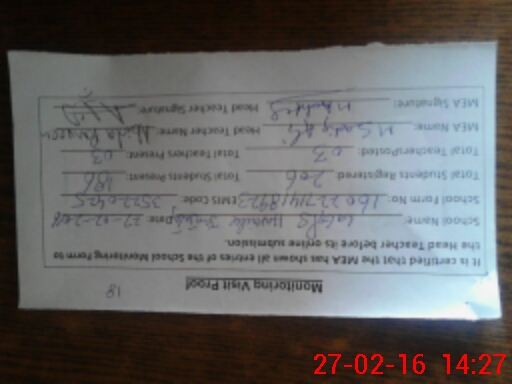 18
Monitoring Visit Proof
It is certified that the MEA has shown all entries of the School Monitoring Form to
the Head Teacher before its online submission.
School Name Date: 27-02-2016
School Form No: EMIS Code:
Total Students Registered 206 Total Students Present: 186
Total Teachers Posted: 03 Total Teachers Present: 03
MEA Name: Head Teacher Name:
MEA Signature: Head Teacher Signature:
27-02-16 14:27